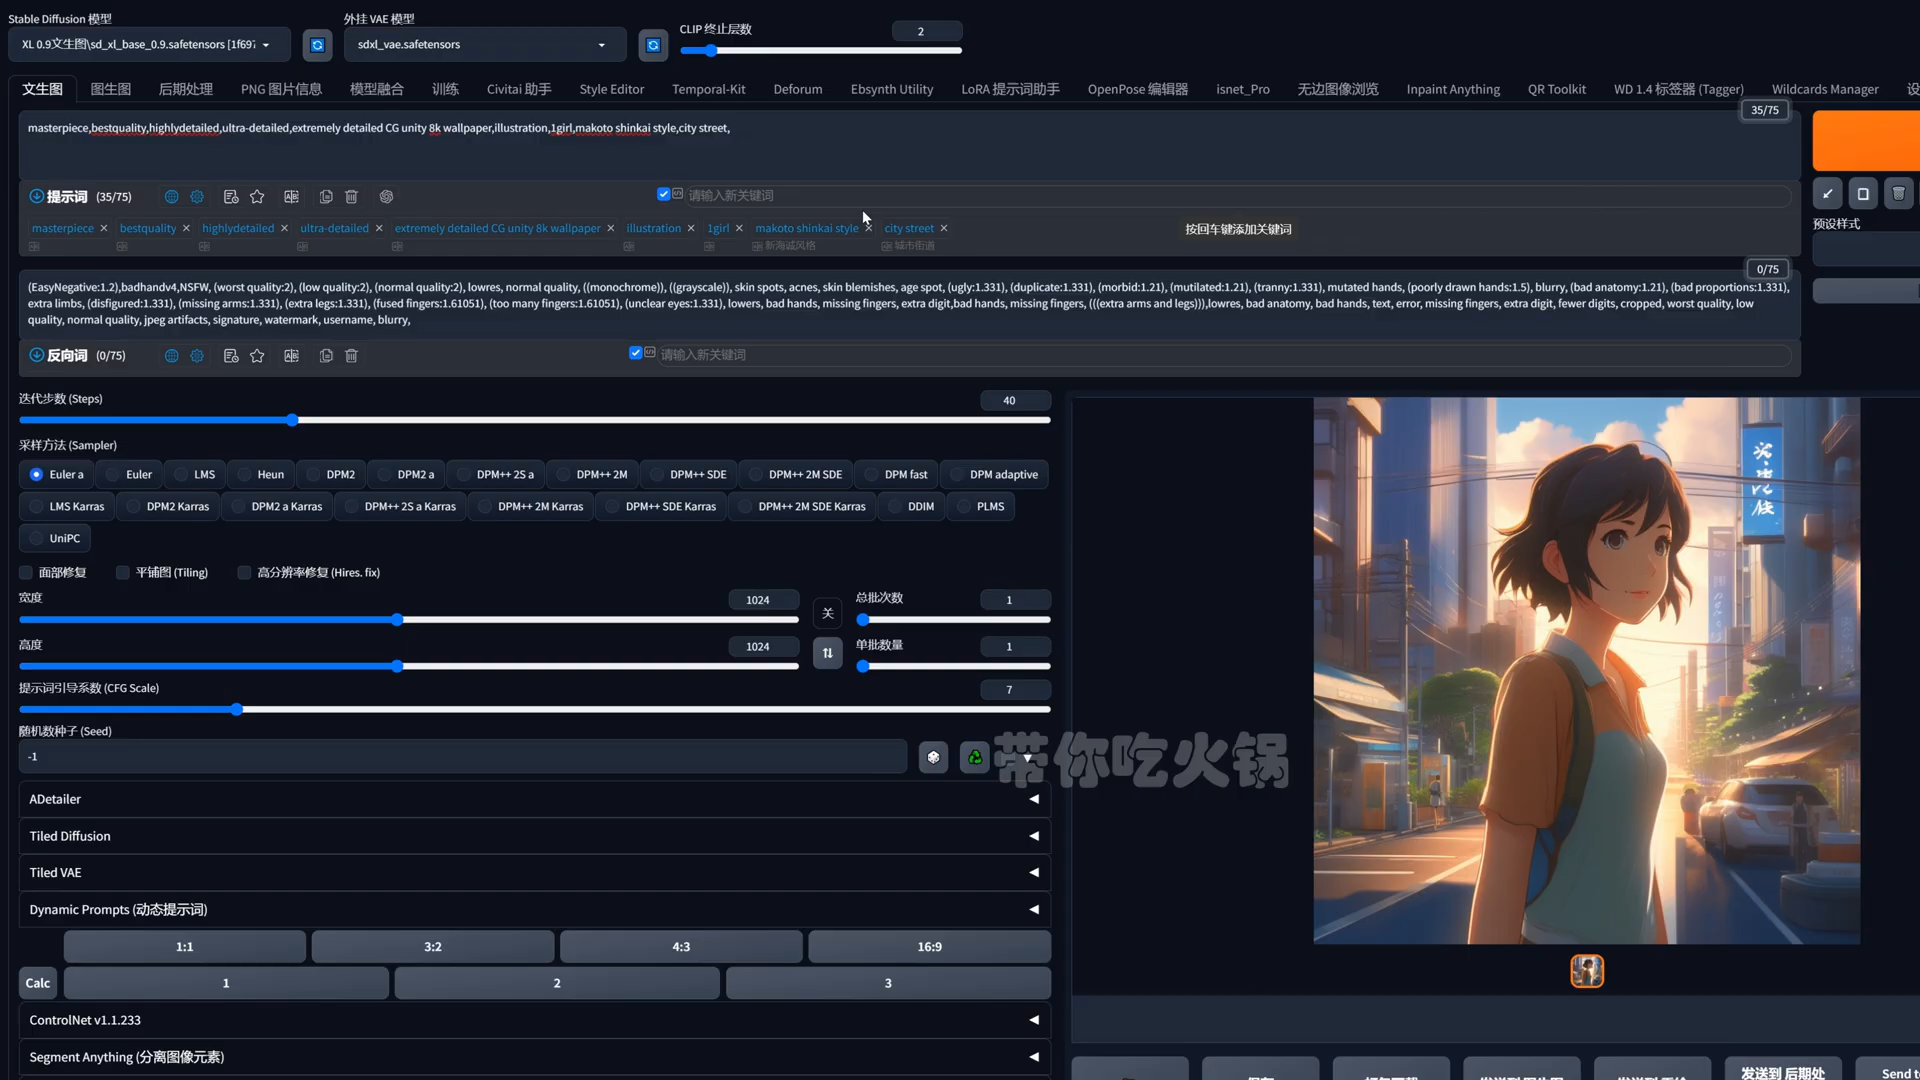 Stable Diffusion 模型
外挂 VAE 模型
CLIP 终止层数
2
XL 0.9文生图\sd_xl_base_0.9.safetensors [1f697
sdxl_vae.safetensors
文生图 图生图 后期处理 PNG 图片信息 模型融合 训练 Civitai 助手 Style Editor Temporal-Kit Deforum Ebsynth Utility LoRA 提示词助手 OpenPose 编辑器 isnet_Pro 无边图像浏览 Inpaint Anything QR Toolkit WD 1.4 标签器 (Tagger) Wildcards Manager 设
35/75
masterpiece,bestquality,highlydetailed,ultra-detailed,extremely detailed CG unity 8k wallpaper,illustration,1girl,makoto shinkai style,city street,
提示词 (35/75) 请输入新关键词
masterpiece × bestquality × highlydetailed × ultra-detailed × extremely detailed CG unity 8k wallpaper × illustration × 1girl × makoto shinkai style × city street ×
新海诚风格 城市街道
按回车键添加关键词
预设样式
0/75
(EasyNegative:1.2),badhandv4,NSFW, (worst quality:2), (low quality:2), (normal quality:2), lowres, normal quality, ((monochrome)), ((grayscale)), skin spots, acnes, skin blemishes, age spot, (ugly:1.331), (duplicate:1.331), (morbid:1.21), (mutilated:1.21), (tranny:1.331), mutated hands, (poorly drawn hands:1.5), blurry, (bad anatomy:1.21), (bad proportions:1.331),
extra limbs, (disfigured:1.331), (missing arms:1.331), (extra legs:1.331), (fused fingers:1.61051), (too many fingers:1.61051), (unclear eyes:1.331), lowers, bad hands, missing fingers, extra digit,bad hands, missing fingers, (((extra arms and legs))),lowres, bad anatomy, bad hands, text, error, missing fingers, extra digit, fewer digits, cropped, worst quality, low
quality, normal quality, jpeg artifacts, signature, watermark, username, blurry,
反向词 (0/75) 请输入新关键词
迭代步数 (Steps)
40
采样方法 (Sampler)
Euler a Euler LMS Heun DPM2 DPM2 a DPM++ 2S a DPM++ 2M DPM++ SDE DPM++ 2M SDE DPM fast DPM adaptive
LMS Karras DPM2 Karras DPM2 a Karras DPM++ 2S a Karras DPM++ 2M Karras DPM++ SDE Karras DPM++ 2M SDE Karras DDIM PLMS
UniPC
面部修复 平铺图 (Tiling) 高分辨率修复 (Hires. fix)
宽度
1024
关
总批次数
1
高度
1024
单批数量
1
提示词引导系数 (CFG Scale)
7
随机数种子 (Seed)
-1
带你吃火锅
ADetailer
Tiled Diffusion
Tiled VAE
Dynamic Prompts (动态提示词)
1:1 3:2 4:3 16:9
Calc 1 2 3
ControlNet v1.1.233
Segment Anything (分离图像元素)
发送到 后期处
Send to